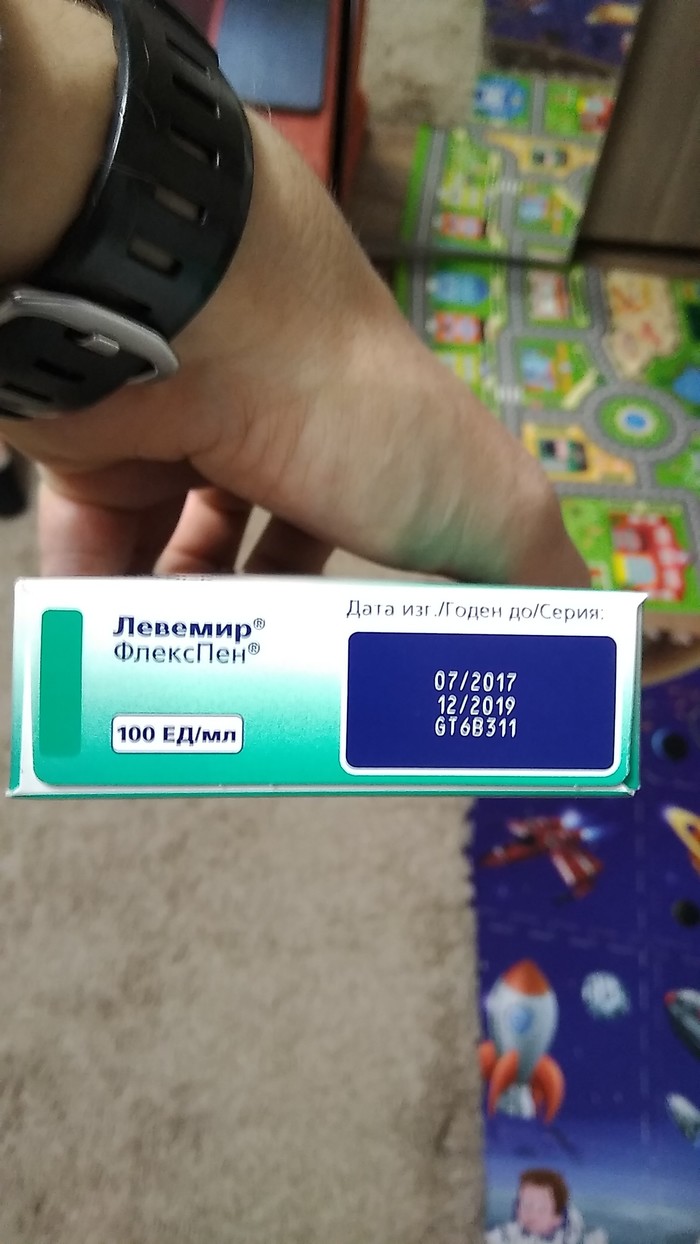 Левемир®
ФлексПен®
100 ЕД/мл
Дата изг./Годен до/Серия:
07/2017
12/2019
GT6B311